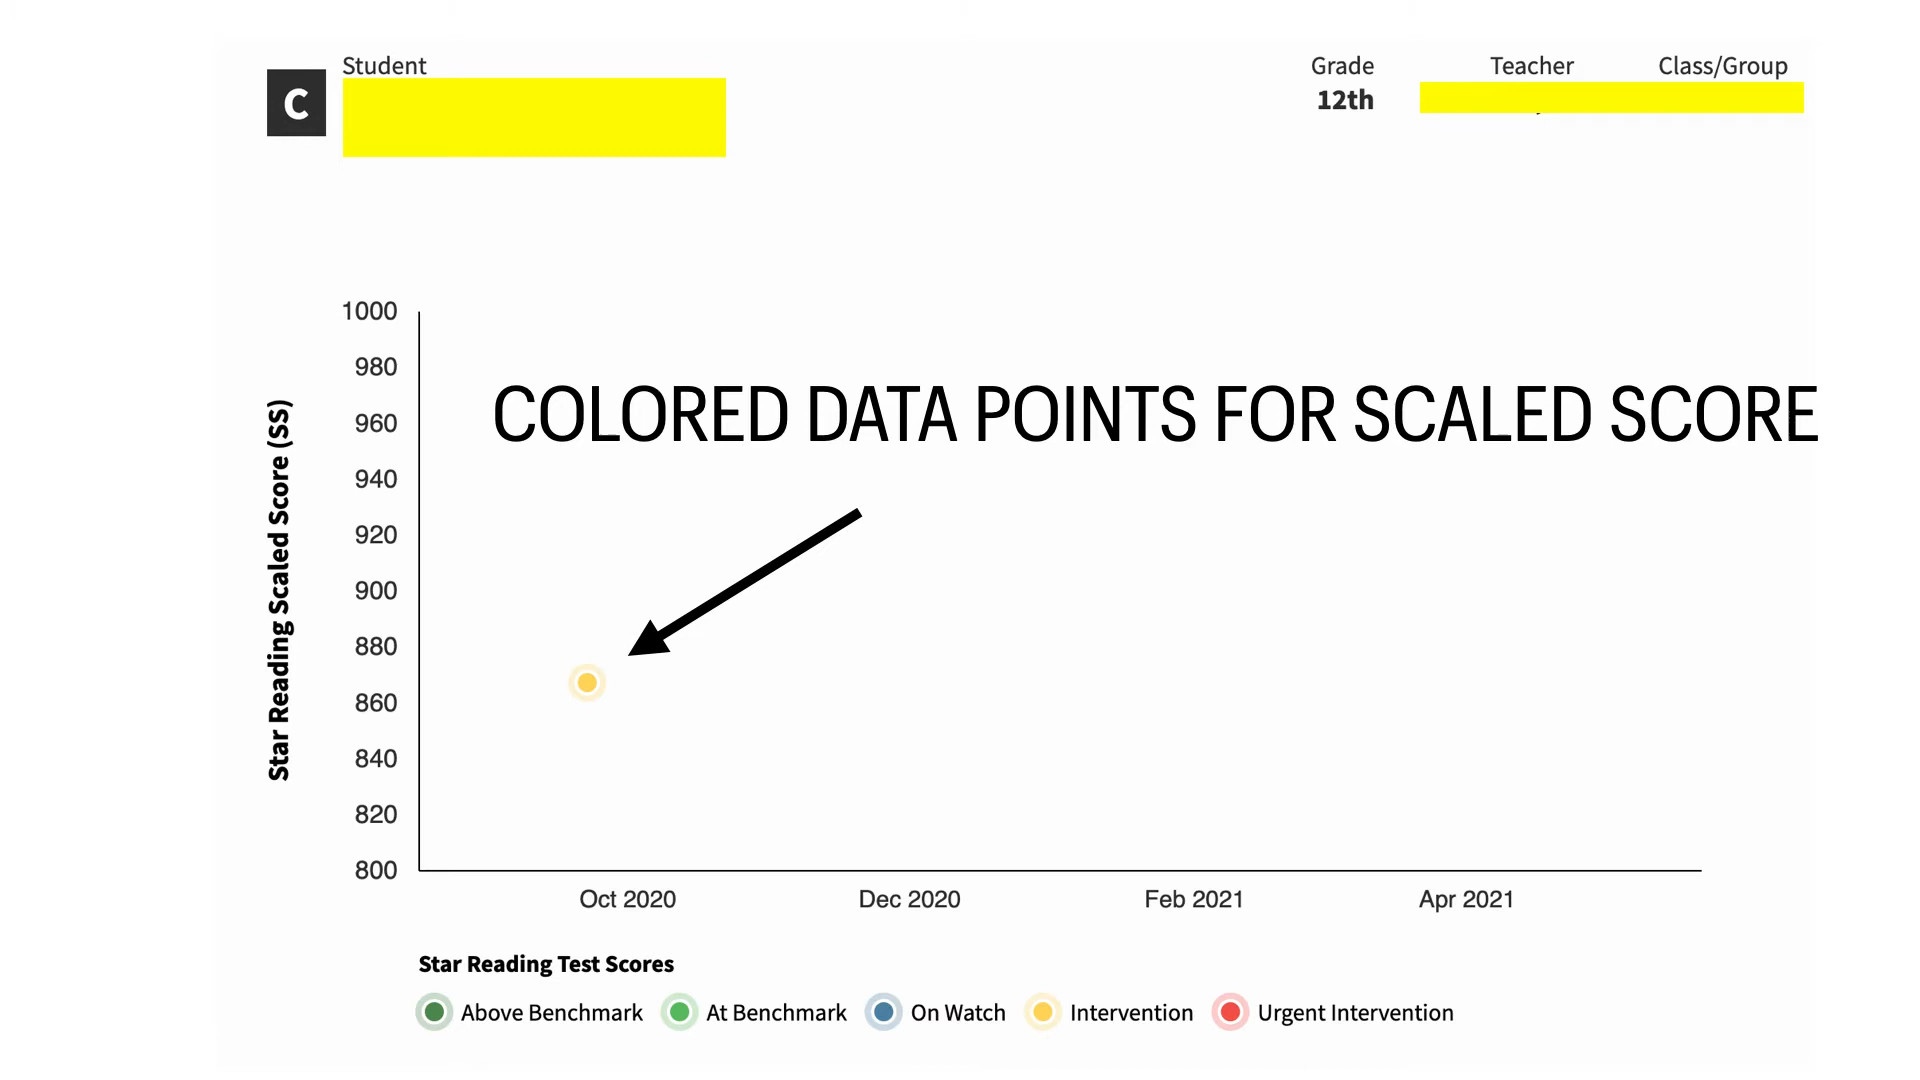 C
Student
Grade Teacher Class/Group
12th
1000
980
COLORED DATA POINTS FOR SCALED SCORE
960
940
920
900
880
860
840
820
800
Star Reading Scaled Score (SS)
Oct 2020 Dec 2020 Feb 2021 Apr 2021
Star Reading Test Scores
Above Benchmark At Benchmark On Watch Intervention Urgent Intervention